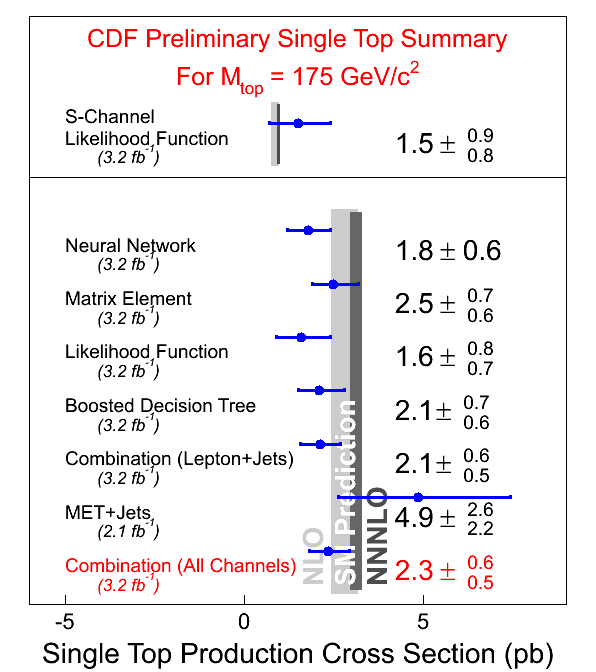 CDF Preliminary Single Top Summary
For M_top = 175 GeV/c²
S-Channel
Likelihood Function
(3.2 fb⁻¹)
1.5 ± 0.9 0.8
Neural Network
(3.2 fb⁻¹)
1.8 ± 0.6
Matrix Element
(3.2 fb⁻¹)
2.5 ± 0.7 0.6
Likelihood Function
(3.2 fb⁻¹)
1.6 ± 0.8 0.7
Boosted Decision Tree
(3.2 fb⁻¹)
2.1 ± 0.7 0.6
Combination (Lepton+Jets)
(3.2 fb⁻¹)
2.1 ± 0.6 0.5
MET+Jets
(2.1 fb⁻¹)
4.9 ± 2.6 2.2
Combination (All Channels)
(3.2 fb⁻¹)
2.3 ± 0.6 0.5
NLO
SM Prediction
NNNLO
-5 0 5
Single Top Production Cross Section (pb)